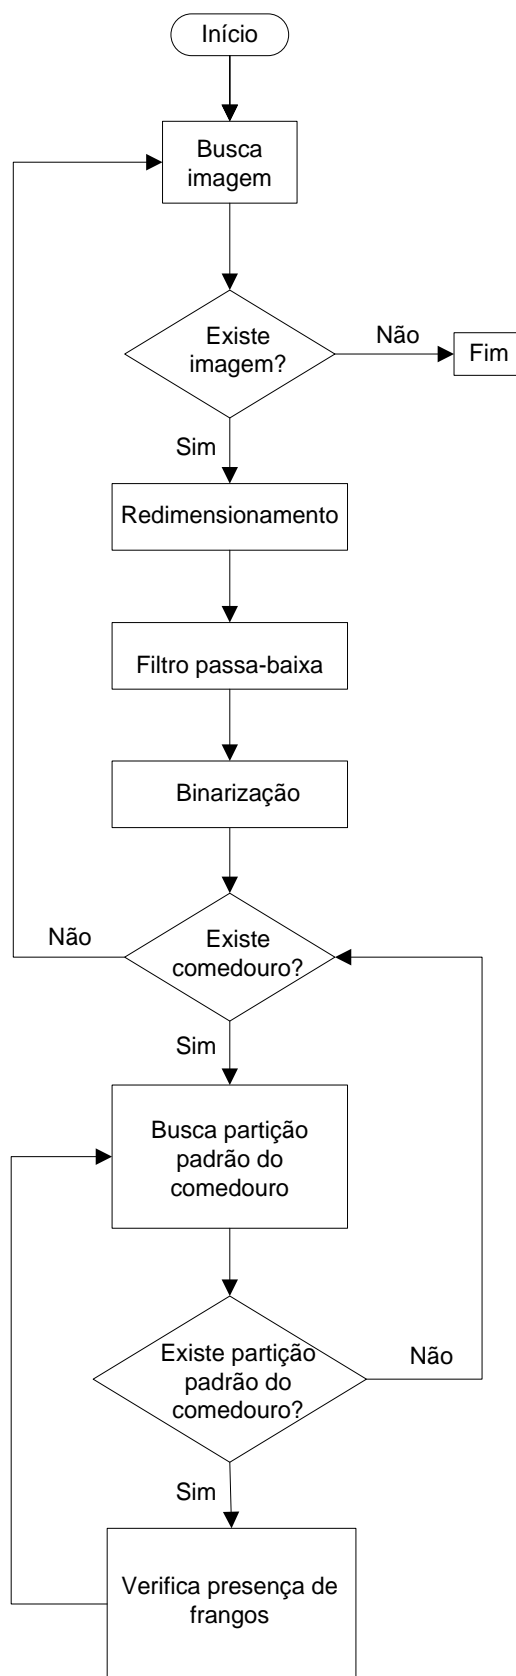 Início
Busca
imagem
Existe
imagem?
Não
Fim
Sim
Redimensionamento
Filtro passa-baixa
Binarização
Não
Existe
comedouro?
Sim
Busca partição
padrão do
comedouro
Existe partição
padrão do
comedouro?
Não
Sim
Verifica presença de
frangos